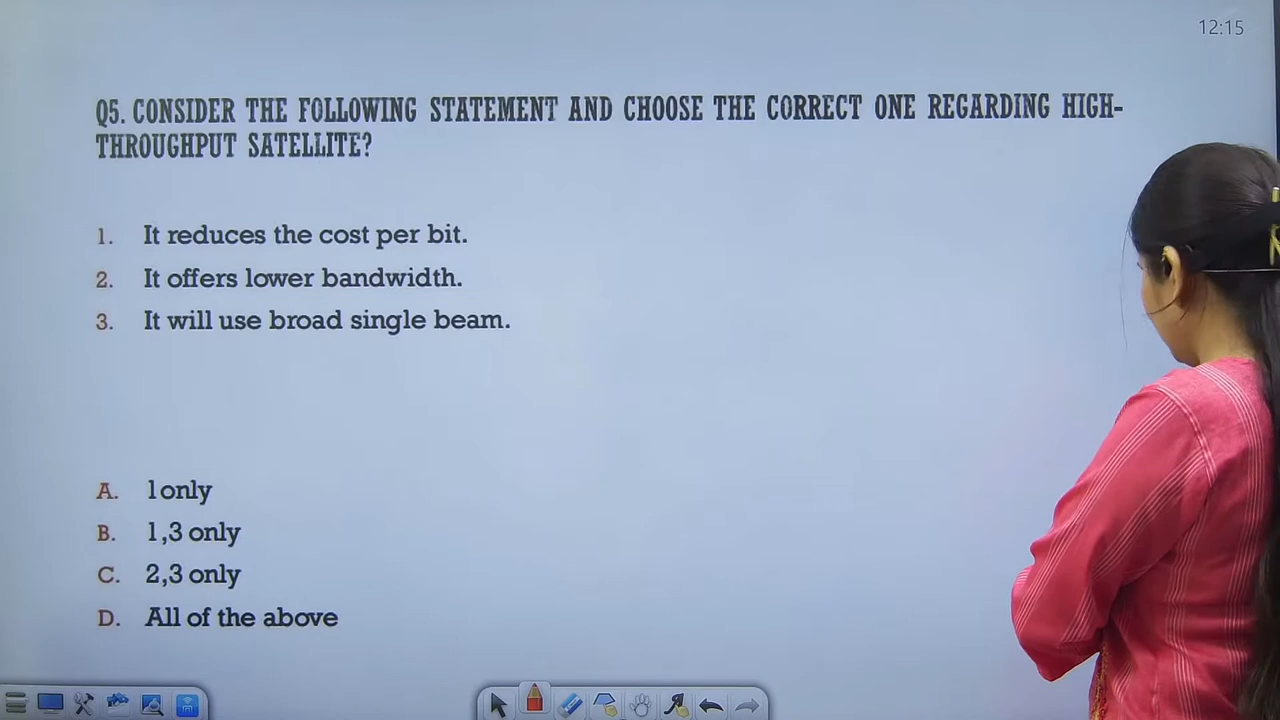 12:15
Q5. CONSIDER THE FOLLOWING STATEMENT AND CHOOSE THE CORRECT ONE REGARDING HIGH-
THROUGHPUT SATELLITE?
1. It reduces the cost per bit.
2. It offers lower bandwidth.
3. It will use broad single beam.
A. 1only
B. 1,3 only
C. 2,3 only
D. All of the above